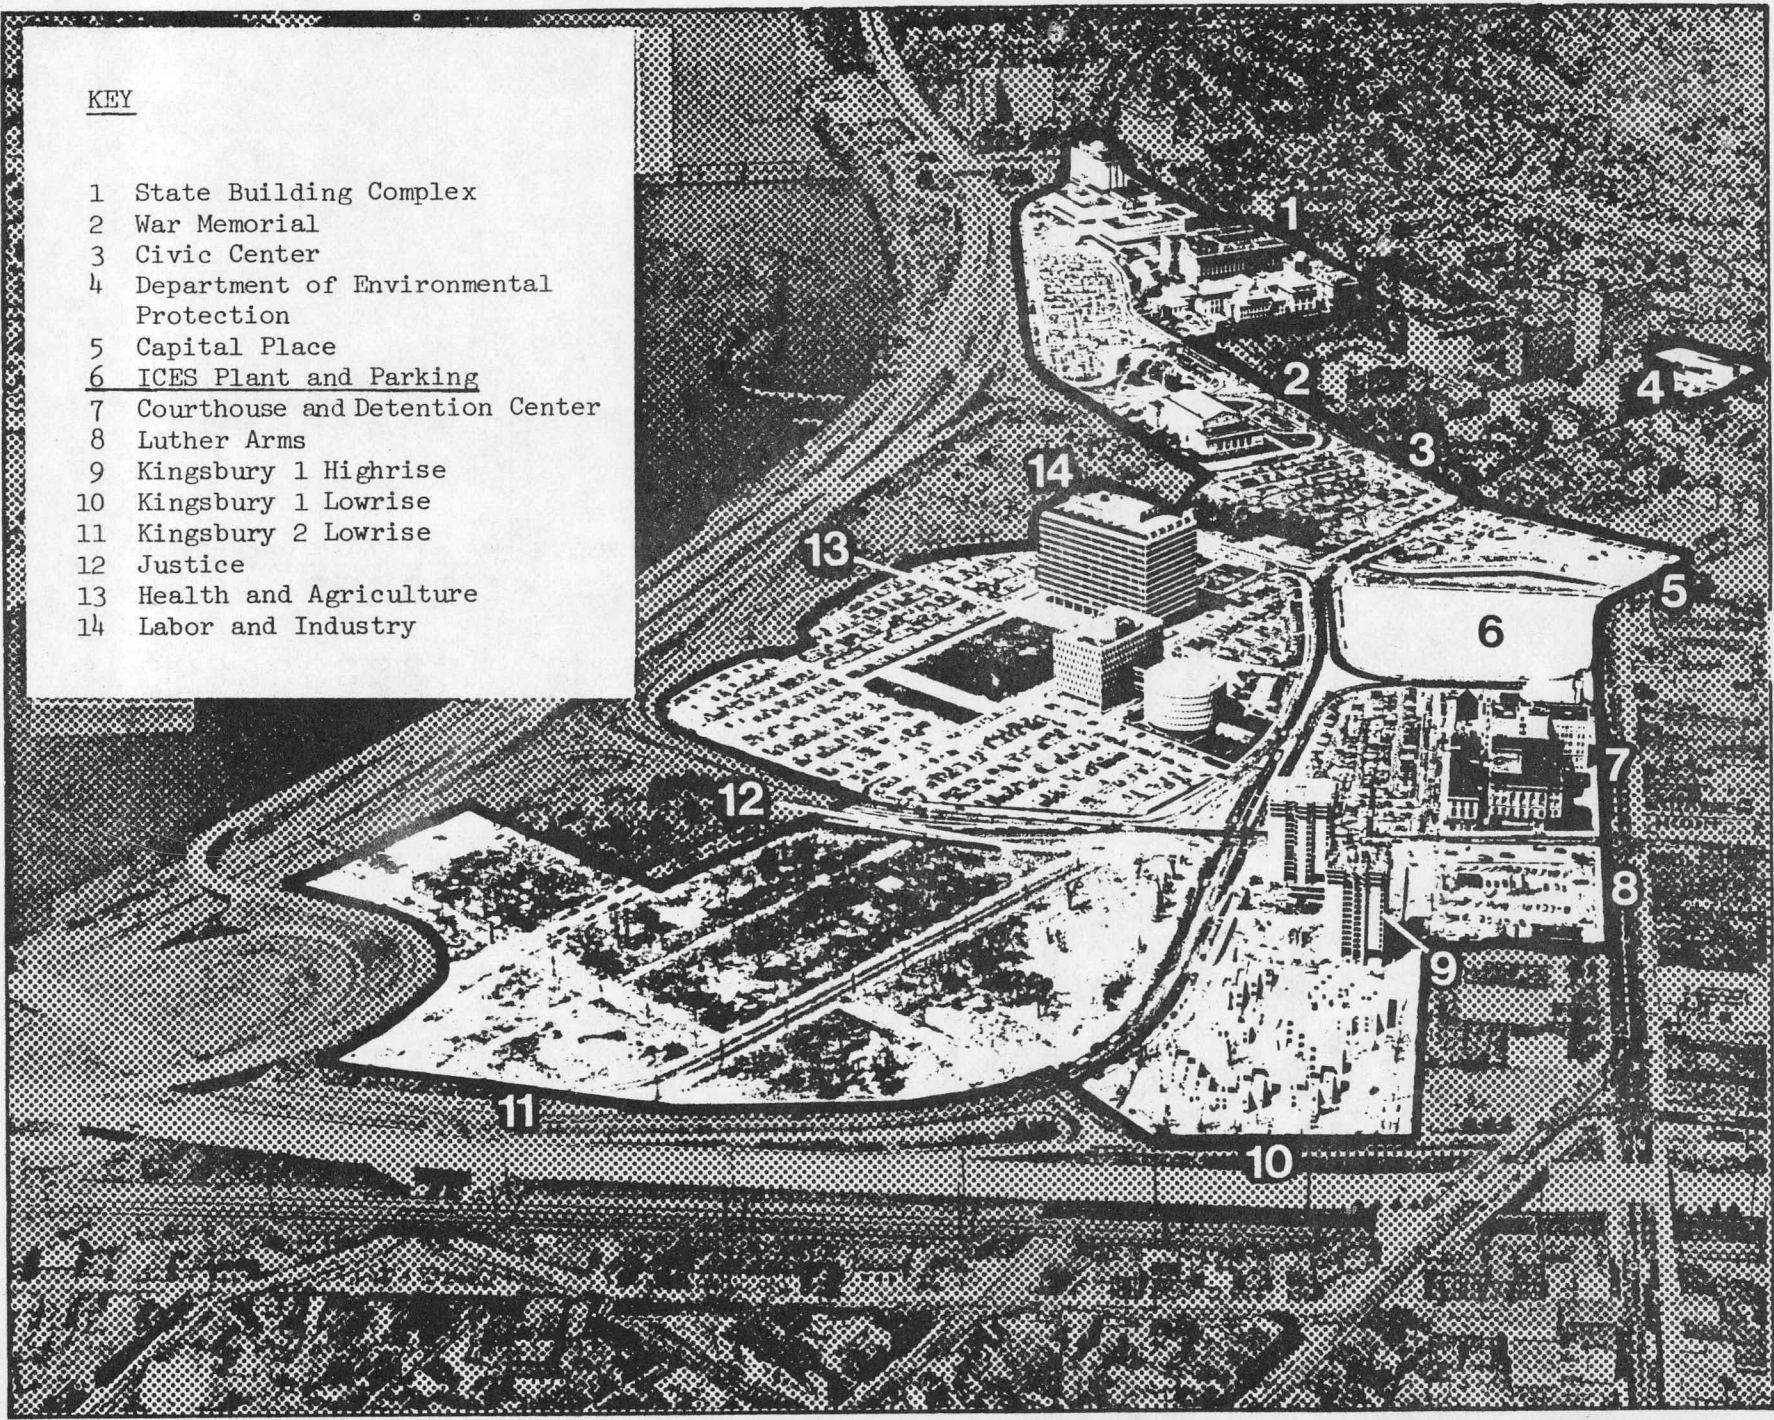 KEY
1 State Building Complex
2 War Memorial
3 Civic Center
4 Department of Environmental
Protection
5 Capital Place
6 ICES Plant and Parking
7 Courthouse and Detention Center
8 Luther Arms
9 Kingsbury 1 Highrise
10 Kingsbury 1 Lowrise
11 Kingsbury 2 Lowrise
12 Justice
13 Health and Agriculture
14 Labor and Industry
1
2
4
3
14
13
5
6
7
12
8
9
11
10